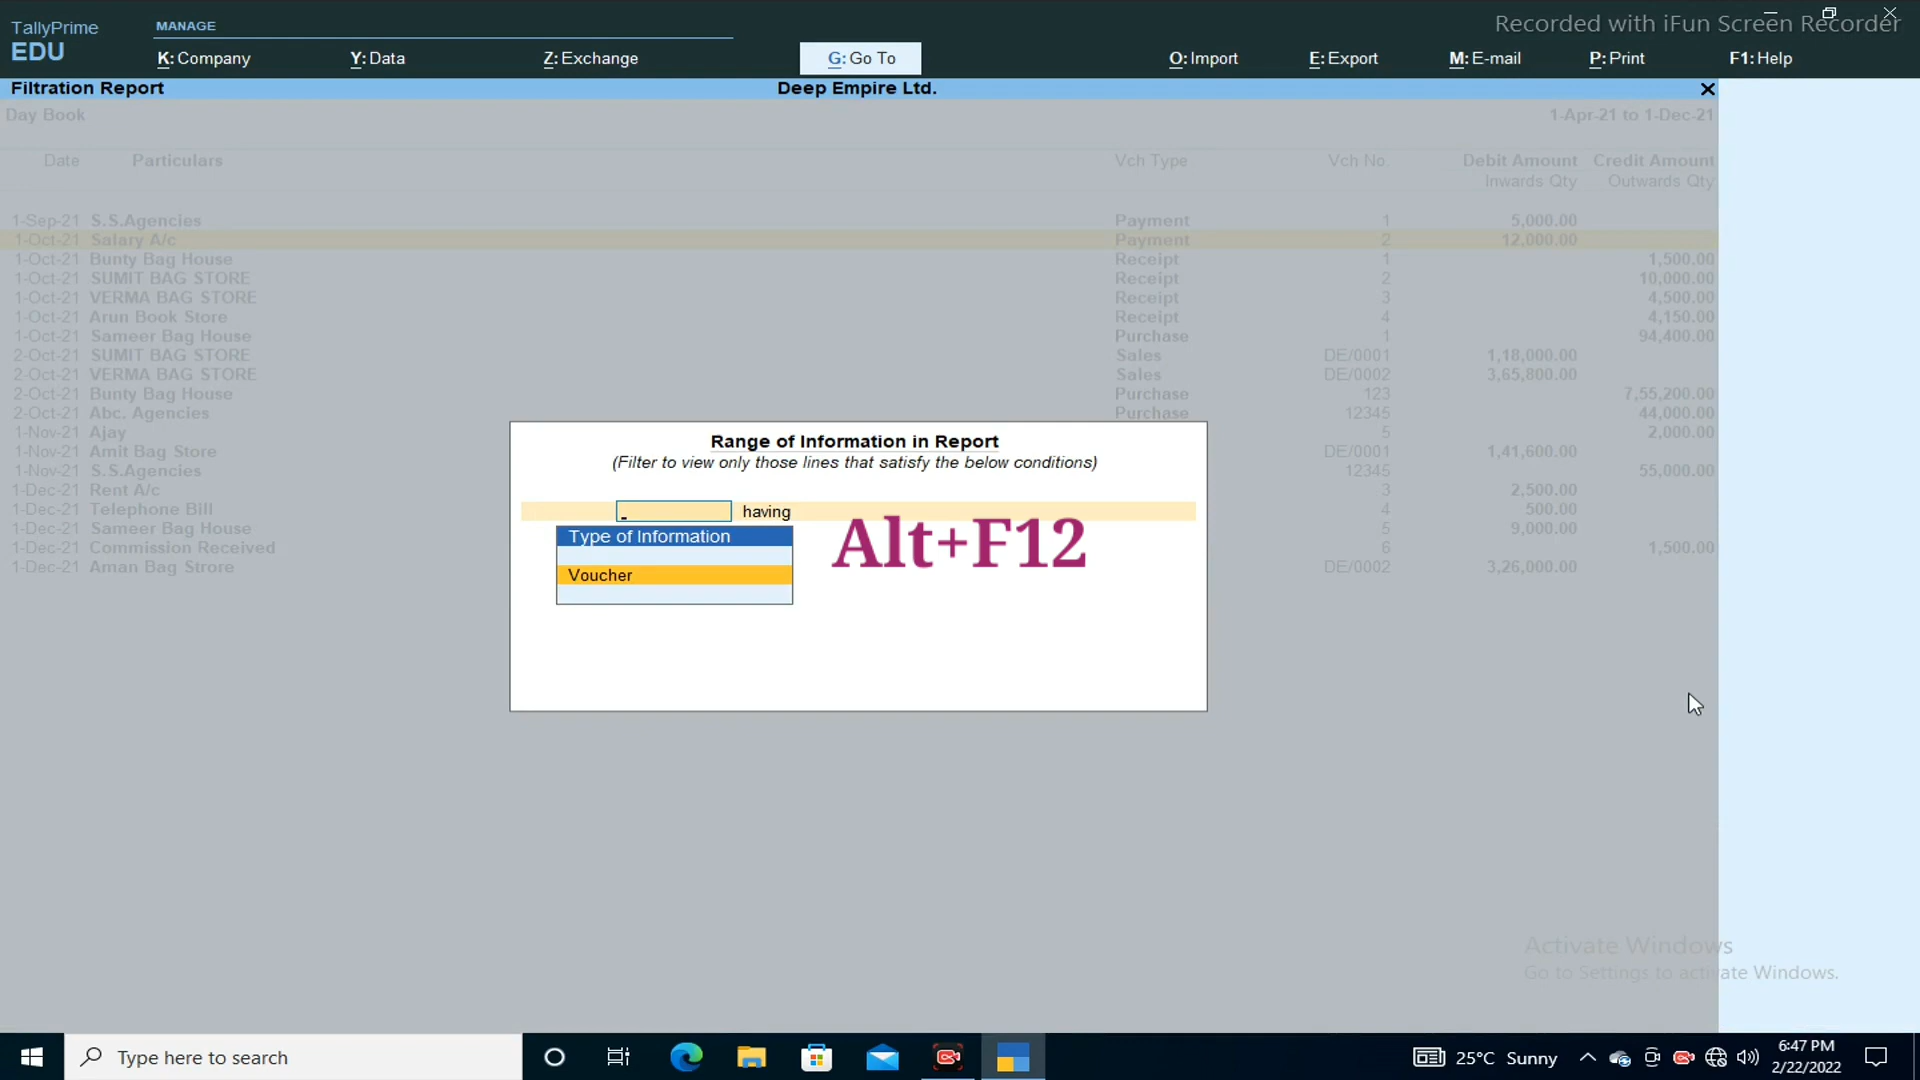 Recorded with iFun Screen Recorder
TallyPrime
EDU
MANAGE
K: Company
Y: Data
Z: Exchange
G: Go To
O: Import
E: Export
M: E-mail
P: Print
F1: Help
Filtration Report
Deep Empire Ltd.
Day Book
1-Apr-21 to 1-Dec-21
Date Particulars Vch Type Vch No. Debit Amount Credit Amount
Inwards Qty Outwards Qty
1-Sep-21 S.S.Agencies Payment 1 5,000.00
1-Oct-21 Salary A/c Payment 2 12,000.00
1-Oct-21 Bunty Bag House Receipt 1 1,500.00
1-Oct-21 SUMIT BAG STORE Receipt 2 10,000.00
1-Oct-21 VERMA BAG STORE Receipt 3 4,500.00
1-Oct-21 Arun Book Store Receipt 4 4,150.00
1-Oct-21 Sameer Bag House Purchase 1 94,400.00
2-Oct-21 SUMIT BAG STORE Sales DE/0001 1,18,000.00
2-Oct-21 VERMA BAG STORE Sales DE/0002 3,65,800.00
2-Oct-21 Bunty Bag House Purchase 123 7,55,200.00
2-Oct-21 Abc. Agencies Purchase 12345 44,000.00
1-Nov-21 Ajay 5 2,000.00
1-Nov-21 Amit Bag Store DE/0001 1,41,600.00
1-Nov-21 S.S.Agencies 12345 55,000.00
1-Dec-21 Rent A/c 3 2,500.00
1-Dec-21 Telephone Bill 4 500.00
1-Dec-21 Sameer Bag House 5 9,000.00
1-Dec-21 Commission Received 6 1,500.00
1-Dec-21 Aman Bag Strore DE/0002 3,26,000.00
Range of Information in Report
(Filter to view only those lines that satisfy the below conditions)
having
Type of Information
Voucher
Alt+F12
Activate Windows
Go to Settings to activate Windows.
Type here to search
25°C Sunny
6:47 PM
2/22/2022